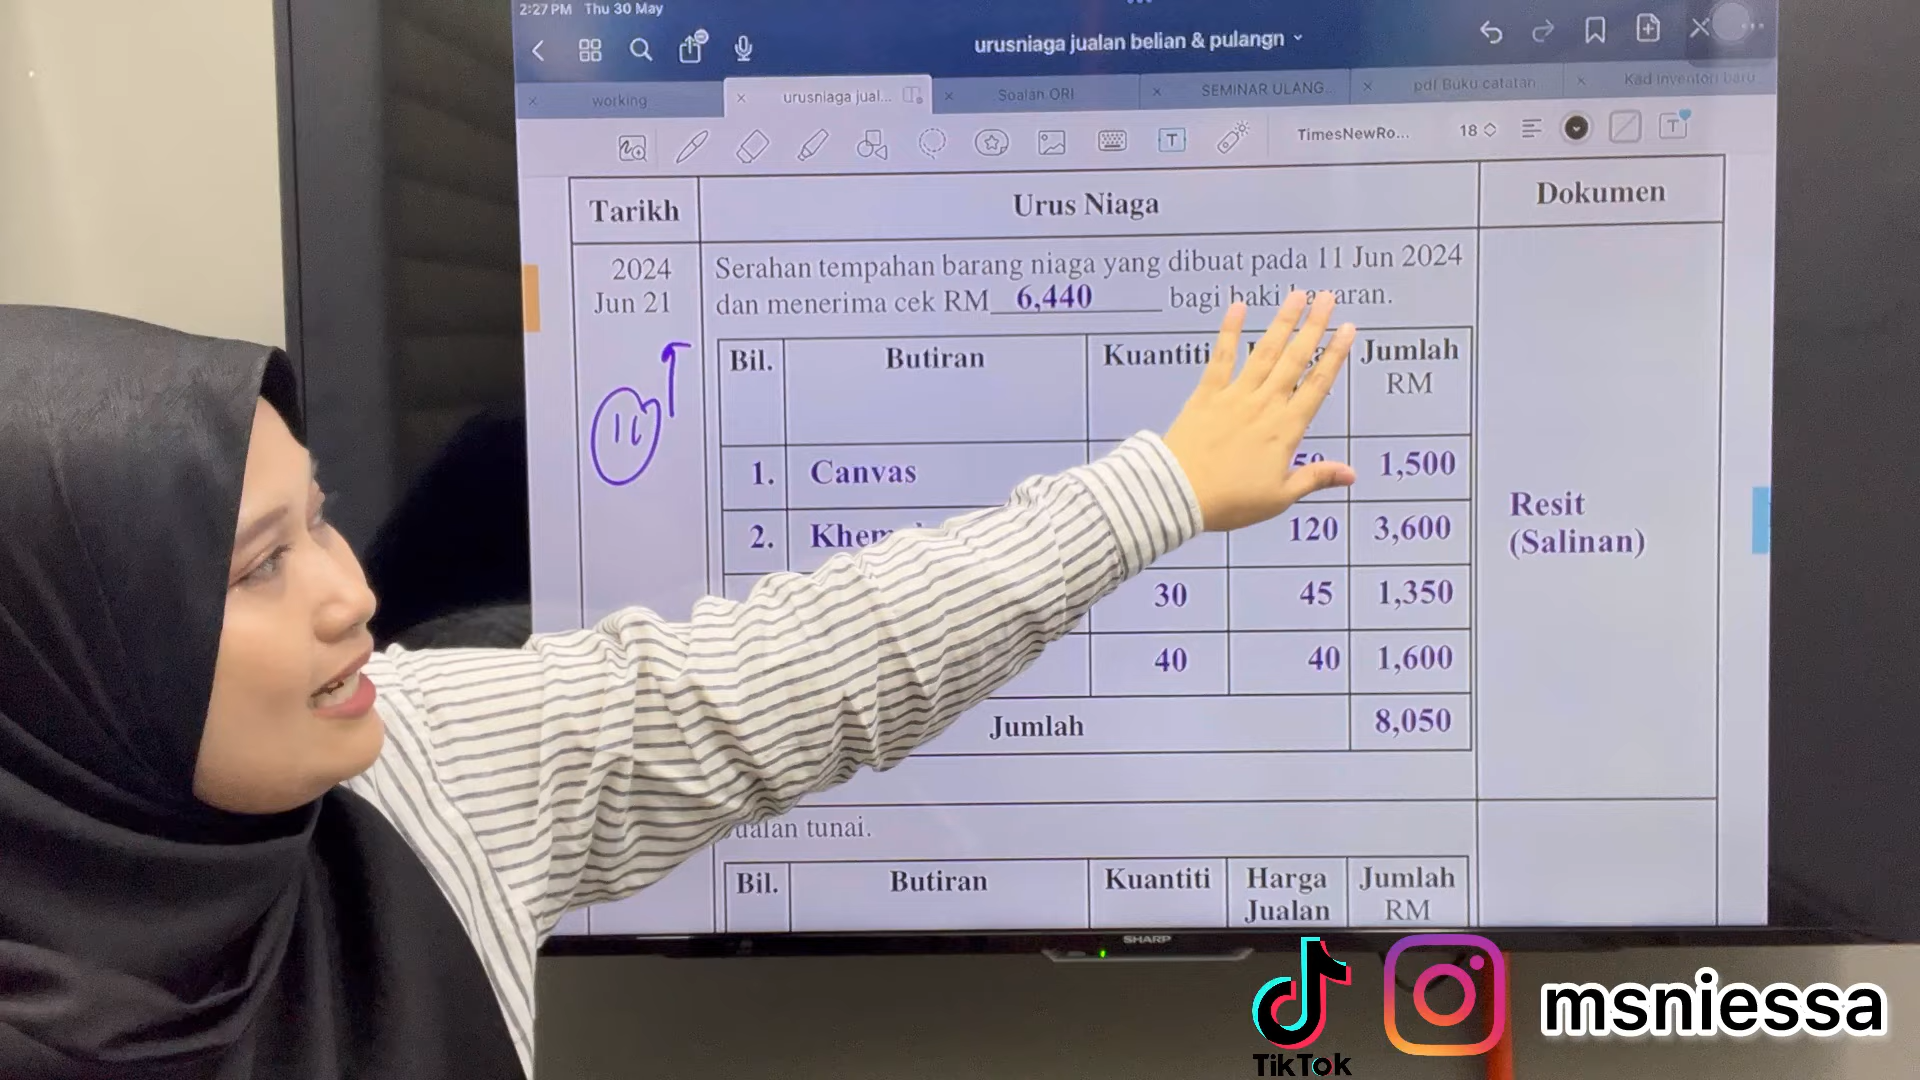 2:27 PM Thu 30 May
urusniaga jualan belian & pulangn
working
urusniaga jual...
Soalan ORI
SEMINAR ULANG...
pdf Buku catatan
Kad inventori baru
TimesNewRo...
18
Tarikh
Urus Niaga
Dokumen
2024
Jun 21
Serahan tempahan barang niaga yang dibuat pada 11 Jun 2024
dan menerima cek RM 6,440 bagi baki bayaran.
Bil.
Butiran
Kuantiti
Jumlah
RM
1. Canvas 50 1,500
2. 120 3,600
30 45 1,350
40 40 1,600
Jumlah 8,050
Resit
(Salinan)
tunai.
Bil.
Butiran
Kuantiti
Harga
Jualan
Jumlah
RM
SHARP
TikTok
msniessa